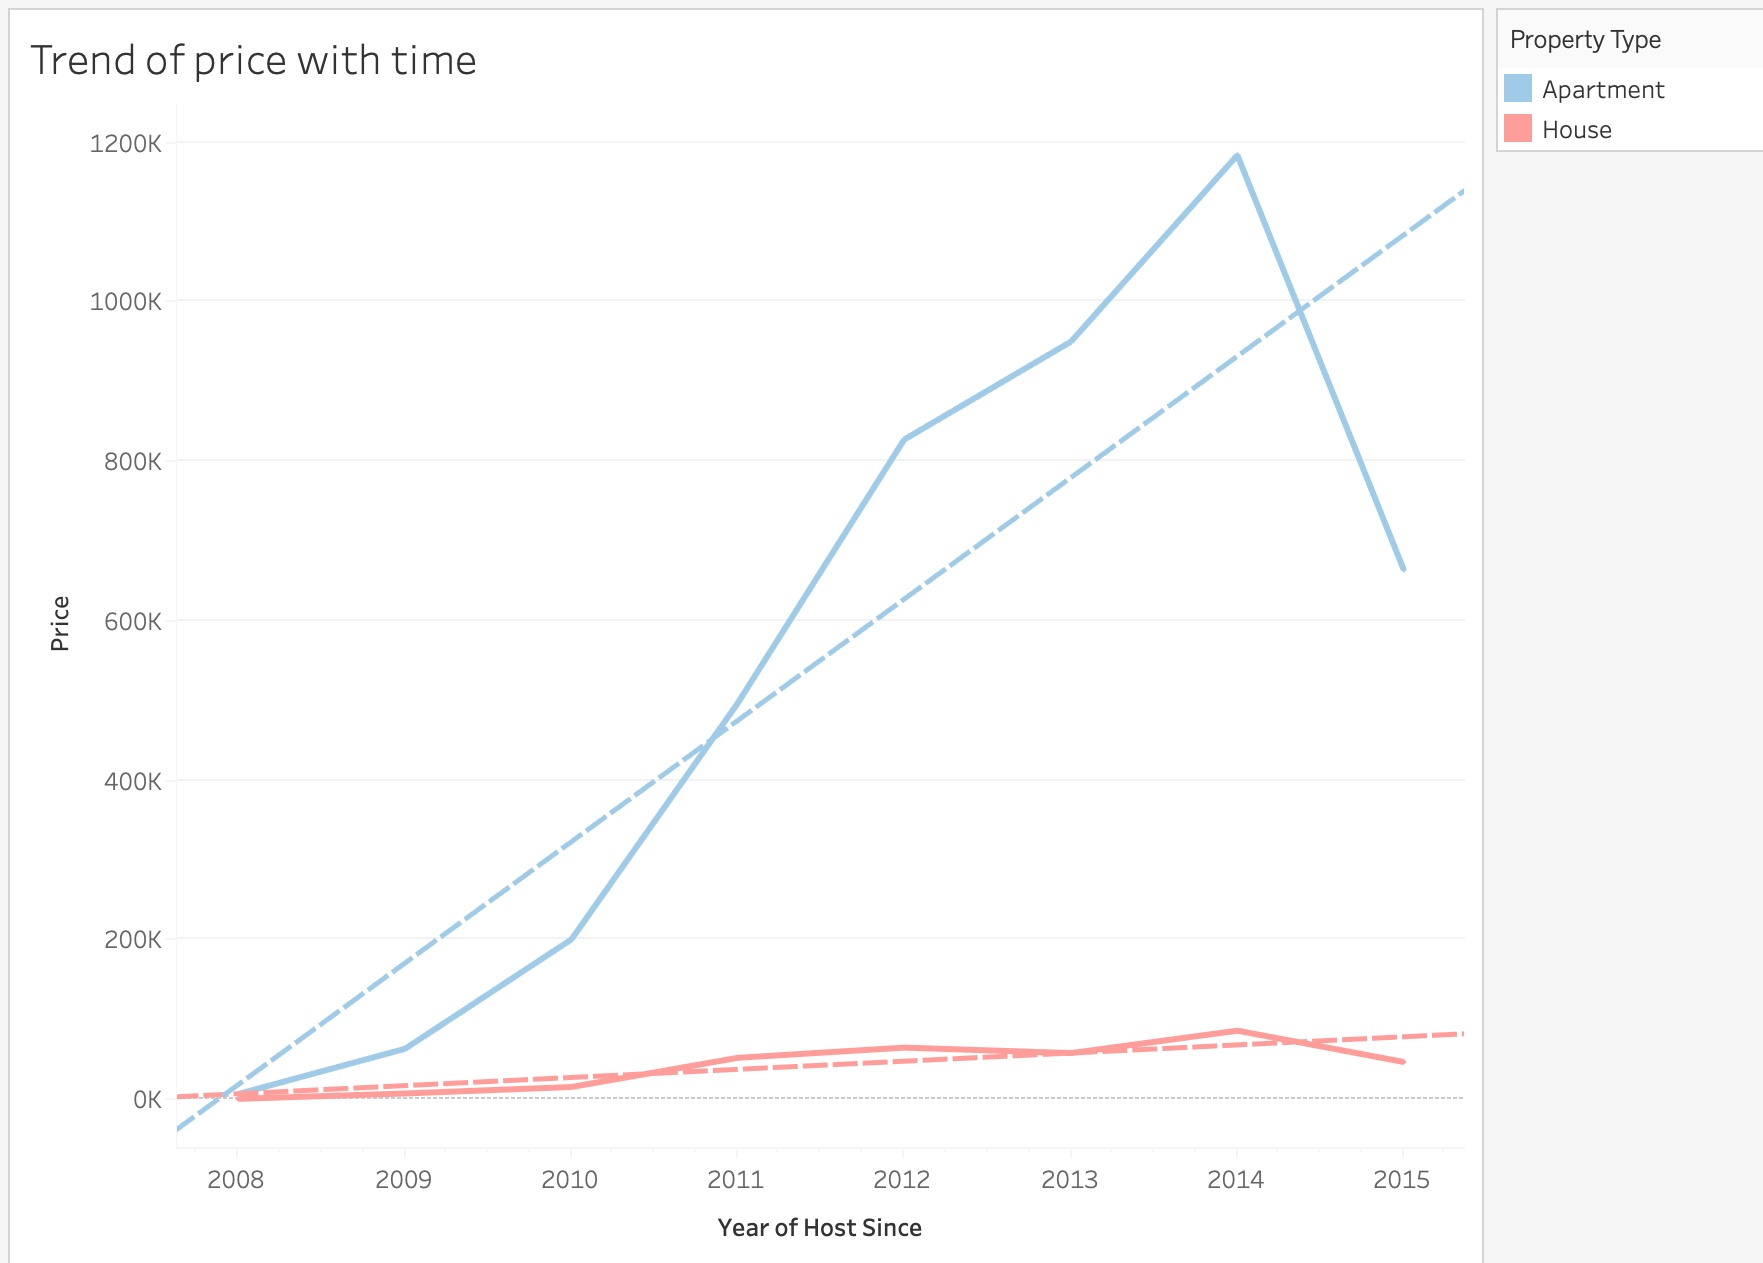 Trend of price with time
Property Type
Apartment
House
1200K
1000K
800K
600K
400K
200K
0K
Price
2008 2009 2010 2011 2012 2013 2014 2015
Year of Host Since